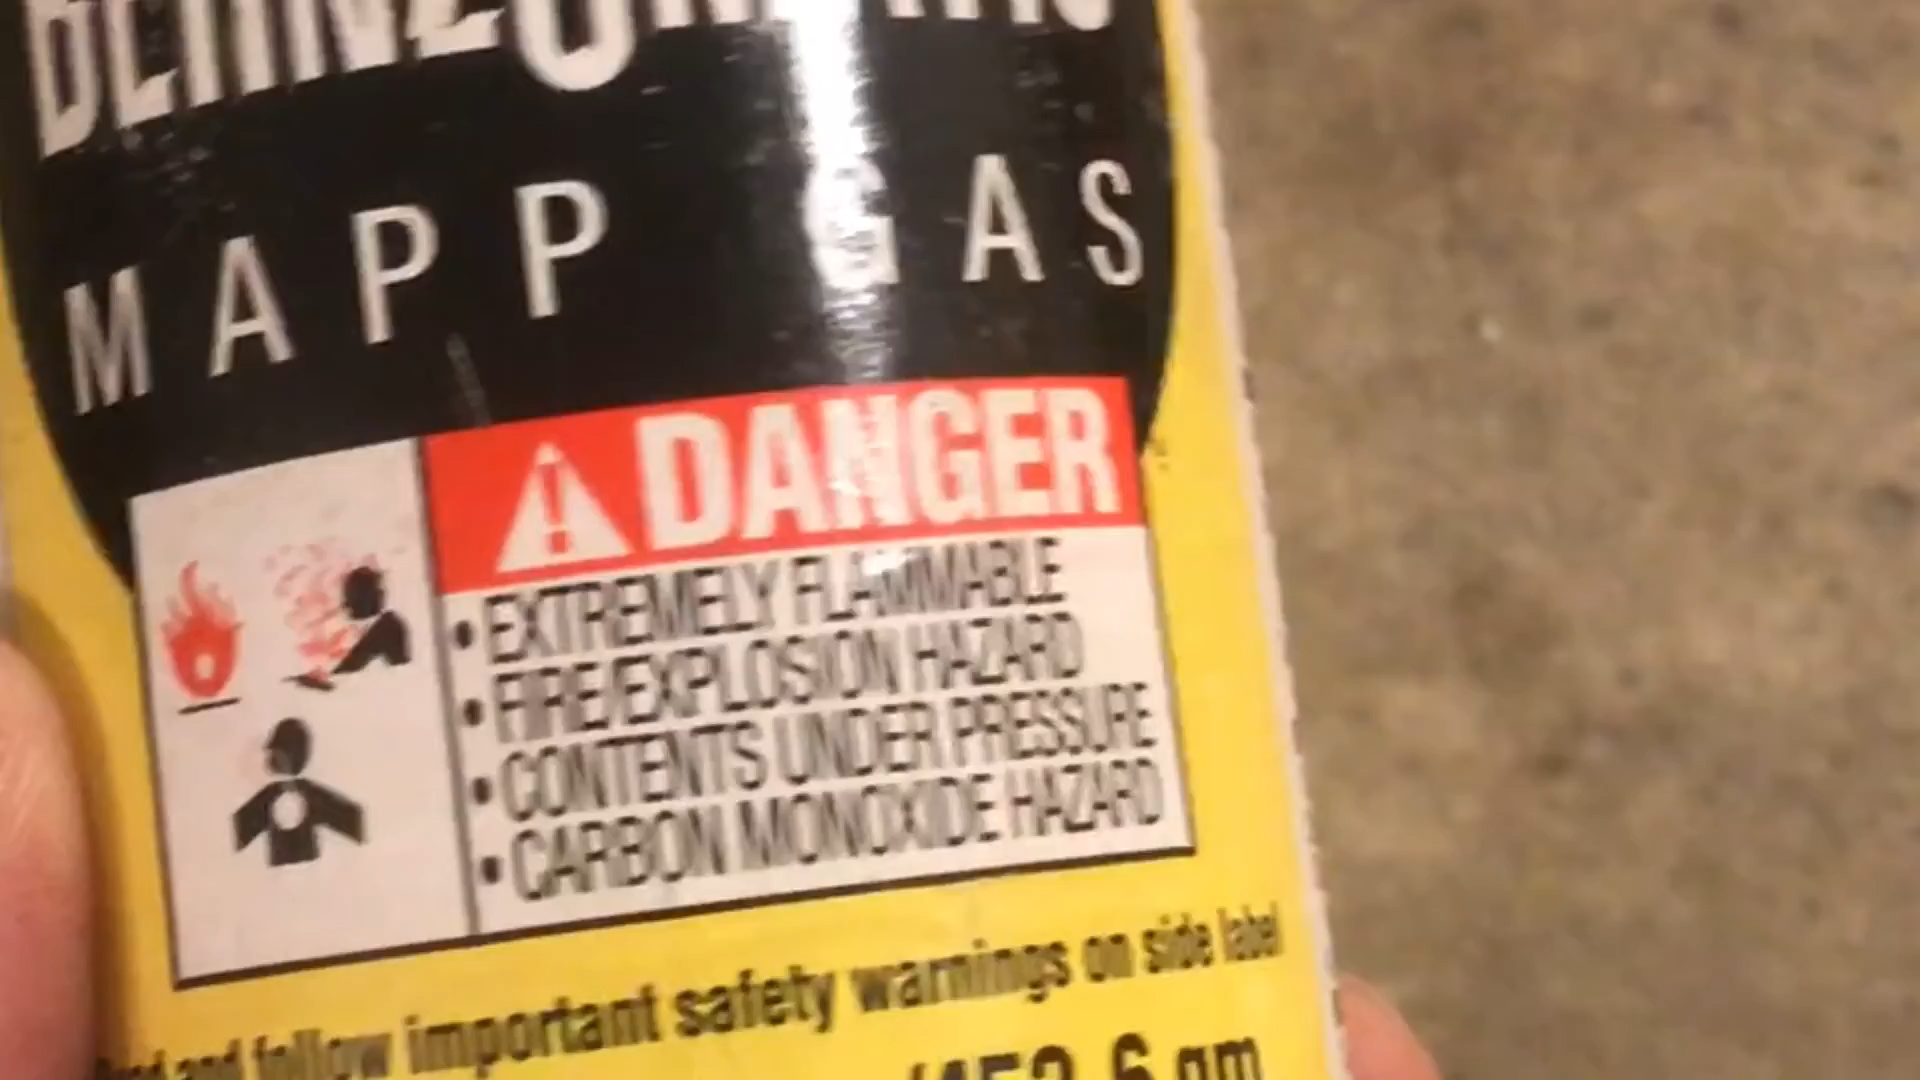 BERNZOMATIC
MAPP GAS
DANGER
• EXTREMELY FLAMMABLE
• FIRE/EXPLOSION HAZARD
• CONTENTS UNDER PRESSURE
• CARBON MONOXIDE HAZARD
Read and follow important safety warnings on side label
(453.6 gm